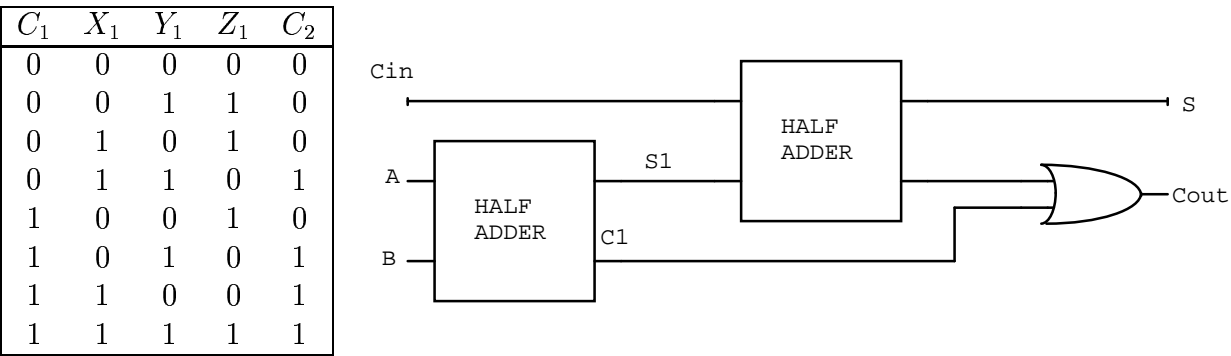 C1 X1 Y1 Z1 C2
0 0 0 0 0
0 0 1 1 0
0 1 0 1 0
0 1 1 0 1
1 0 0 1 0
1 0 1 0 1
1 1 0 0 1
1 1 1 1 1
Cin
HALF
ADDER
S
S1
A
HALF
ADDER
Cout
C1
B